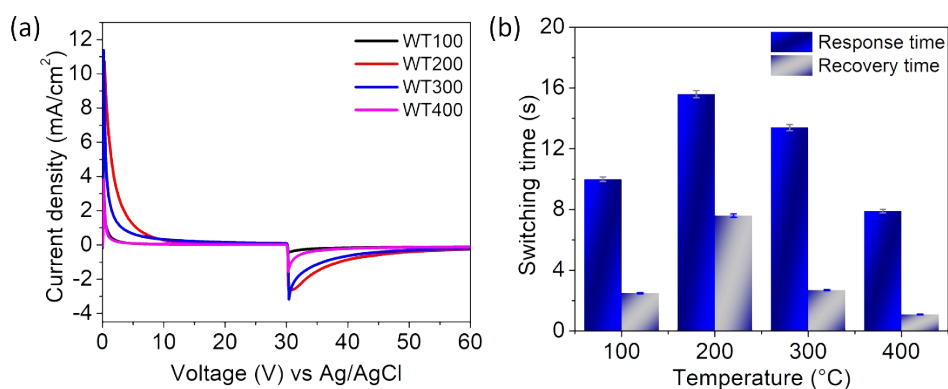 (a)
Current density (mA/cm²)
12
10
8
6
4
2
0
-2
-4
WT100
WT200
WT300
WT400
0 10 20 30 40 50 60
Voltage (V) vs Ag/AgCl
(b)
Switching time (s)
20
16
12
8
4
0
Response time
Recovery time
100 200 300 400
Temperature (°C)